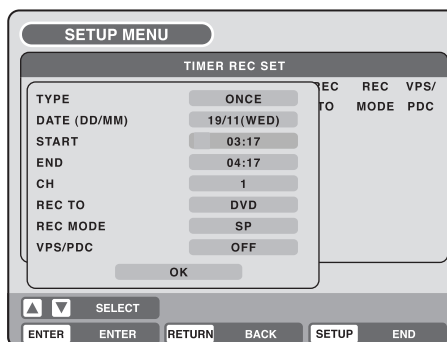 SETUP MENU
TIMER REC SET
REC REC VPS/
TO MODE PDC
TYPE ONCE
DATE (DD/MM) 19/11(WED)
START 03:17
END 04:17
CH 1
REC TO DVD
REC MODE SP
VPS/PDC OFF
OK
SELECT
ENTER ENTER RETURN BACK SETUP END